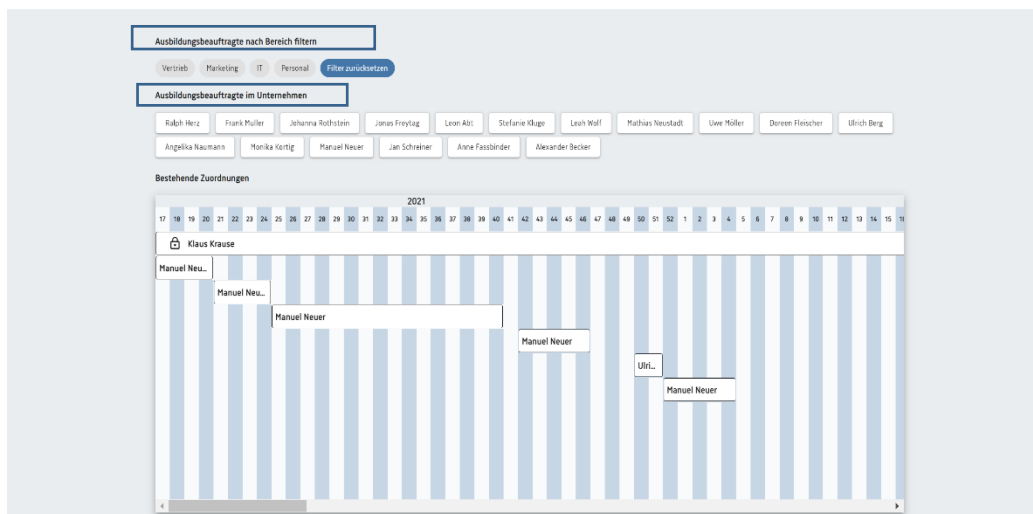 Ausbildungsbeauftragte nach Bereich filtern
Vertrieb Marketing IT Personal Filter zurücksetzen
Ausbildungsbeauftragte im Unternehmen
Ralph Herz Frank Muller Johanna Rothstein Jonas Freytag Leon Abt Stefanie Kluge Leah Wolf Mathias Neustadt Uwe Möller Doreen Fleischer Ulrich Berg
Angelika Naumann Monika Kortig Manuel Neuer Jan Schreiner Anne Fassbinder Alexander Becker
Bestehende Zuordnungen
2021
17 18 19 20 21 22 23 24 25 26 27 28 29 30 31 32 33 34 35 36 37 38 39 40 41 42 43 44 45 46 47 48 49 50 51 52 1 2 3 4 5 6 7 8 9 10 11 12 13 14 15
Klaus Krause
Manuel Neu...
Manuel Neu...
Manuel Neuer
Manuel Neuer
Ulri...
Manuel Neuer